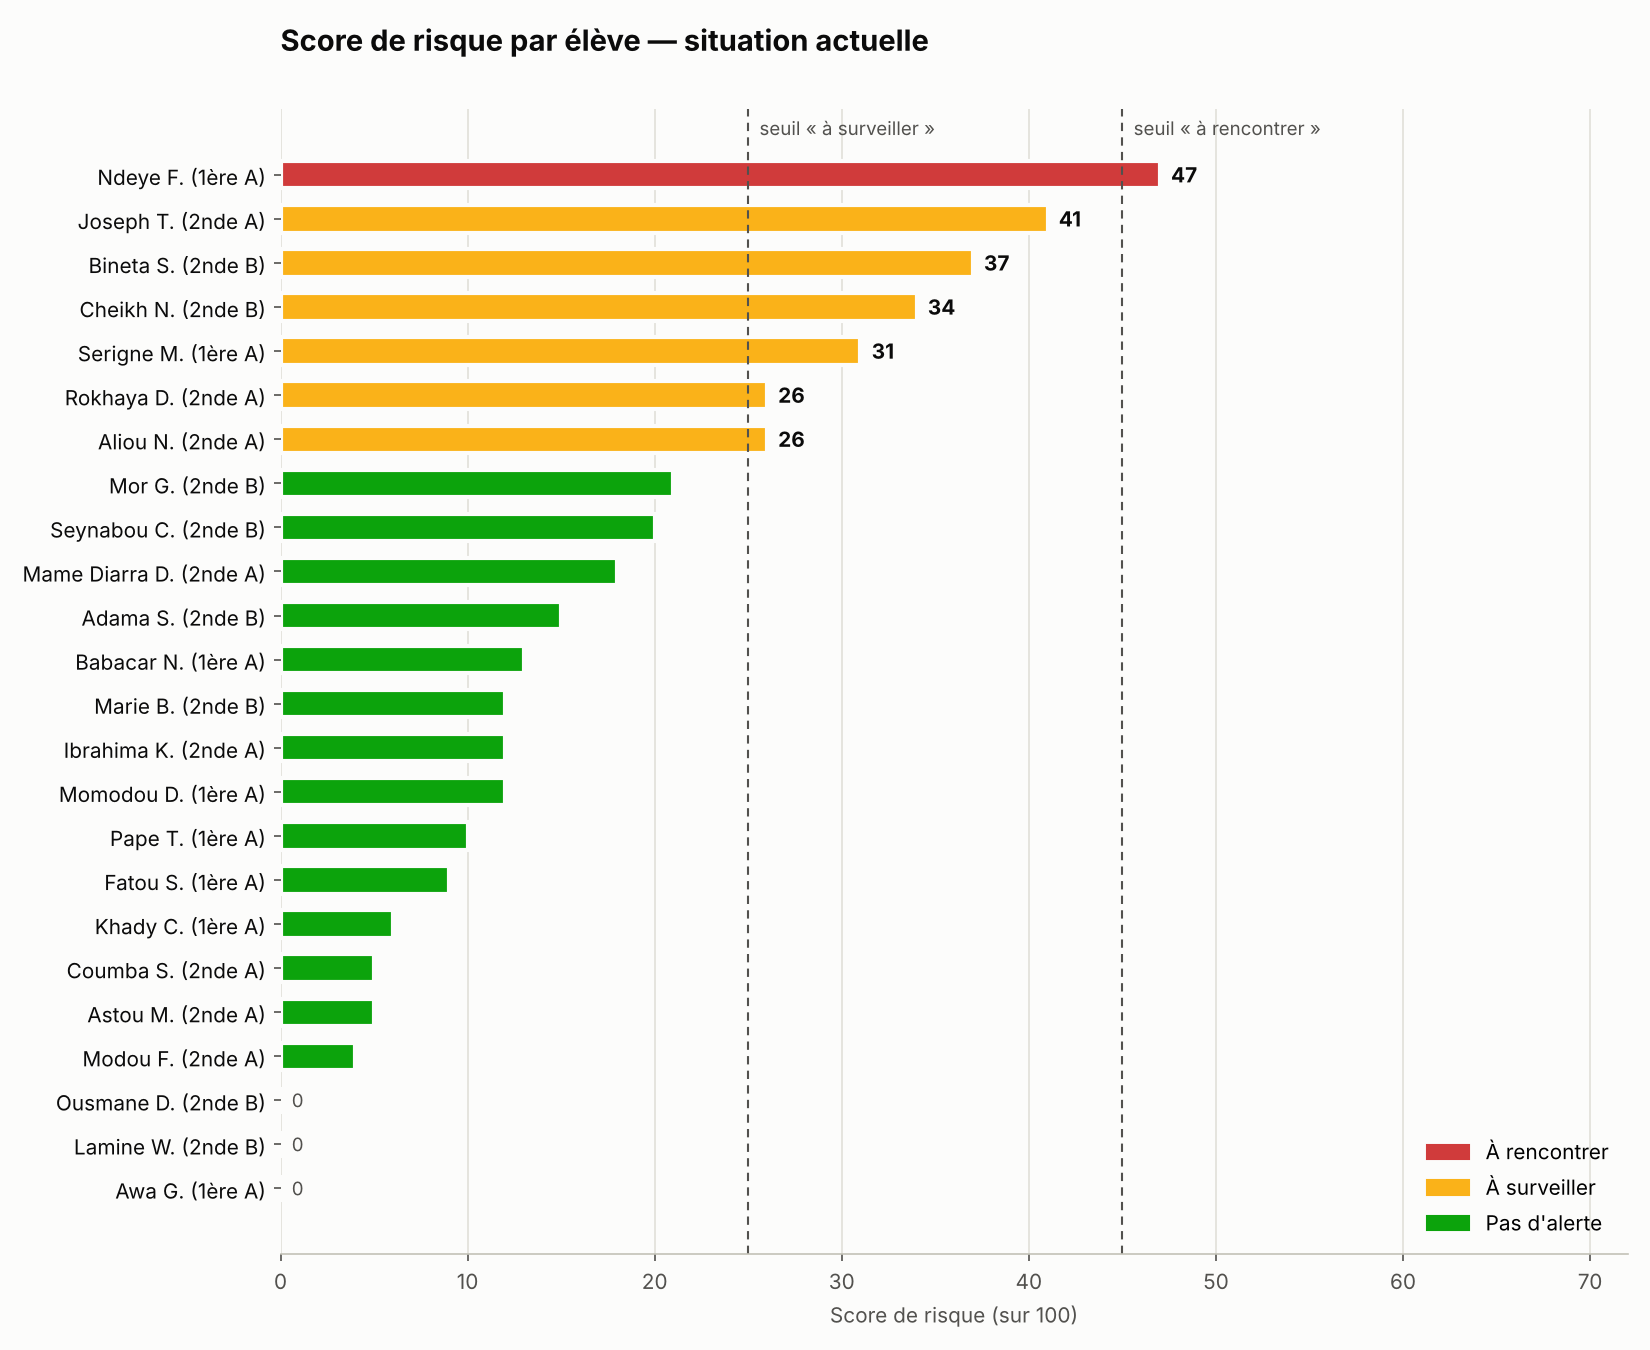 Score de risque par élève — situation actuelle
seuil « à surveiller »
seuil « à rencontrer »
Ndeye F. (1ère A) 47
Joseph T. (2nde A) 41
Bineta S. (2nde B) 37
Cheikh N. (2nde B) 34
Serigne M. (1ère A) 31
Rokhaya D. (2nde A) 26
Aliou N. (2nde A) 26
Mor G. (2nde B)
Seynabou C. (2nde B)
Mame Diarra D. (2nde A)
Adama S. (2nde B)
Babacar N. (1ère A)
Marie B. (2nde B)
Ibrahima K. (2nde A)
Momodou D. (1ère A)
Pape T. (1ère A)
Fatou S. (1ère A)
Khady C. (1ère A)
Coumba S. (2nde A)
Astou M. (2nde A)
Modou F. (2nde A)
Ousmane D. (2nde B) 0
Lamine W. (2nde B) 0
Awa G. (1ère A) 0
À rencontrer
À surveiller
Pas d'alerte
0 10 20 30 40 50 60 70
Score de risque (sur 100)